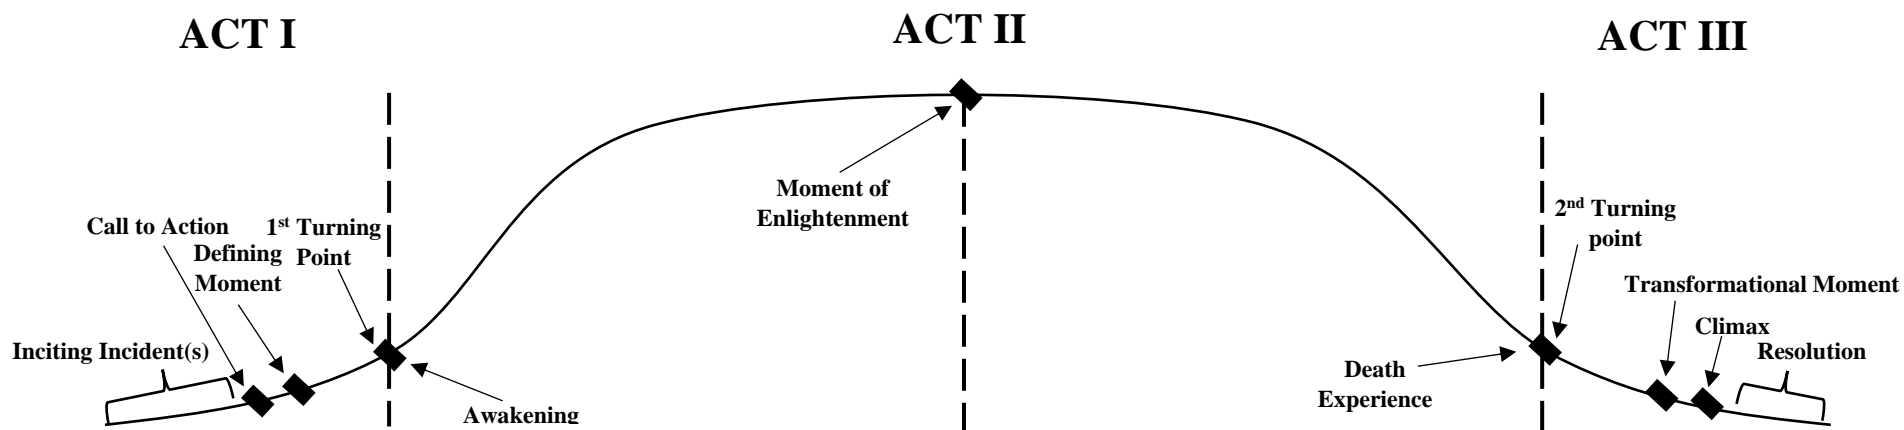 ACT I
ACT II
ACT III
Moment of
Enlightenment
Call to Action
1st Turning
Point
Defining
Moment
2nd Turning
point
Transformational Moment
Climax
Resolution
Inciting Incident(s)
Death
Experience
Awakening